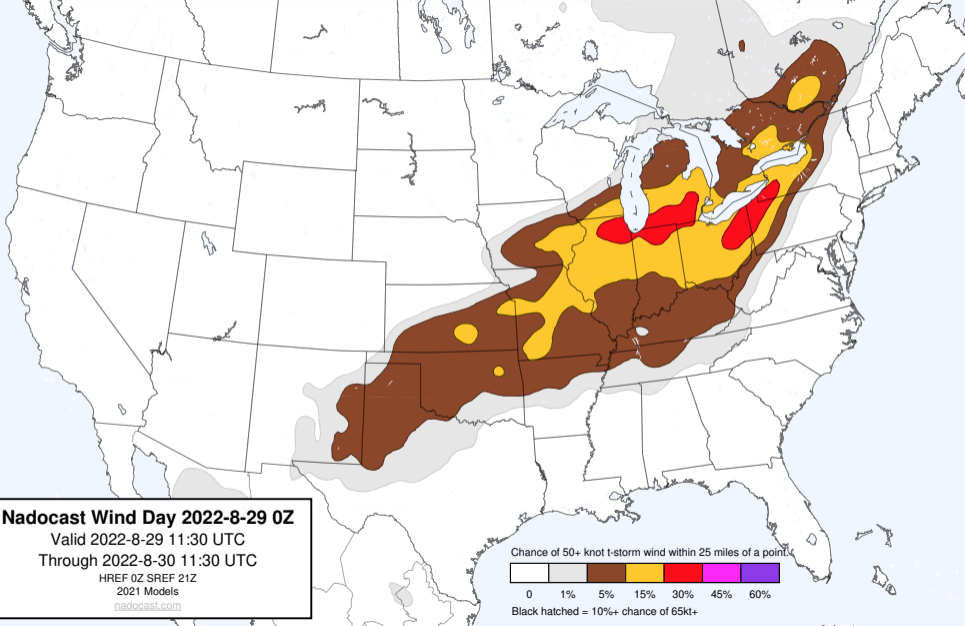 Nadocast Wind Day 2022-8-29 0Z
Valid 2022-8-29 11:30 UTC
Through 2022-8-30 11:30 UTC
HREF 0Z SREF 21Z
2021 Models
nadocast.com
Chance of 50+ knot t-storm wind within 25 miles of a point.
0 1% 5% 15% 30% 45% 60%
Black hatched = 10%+ chance of 65kt+